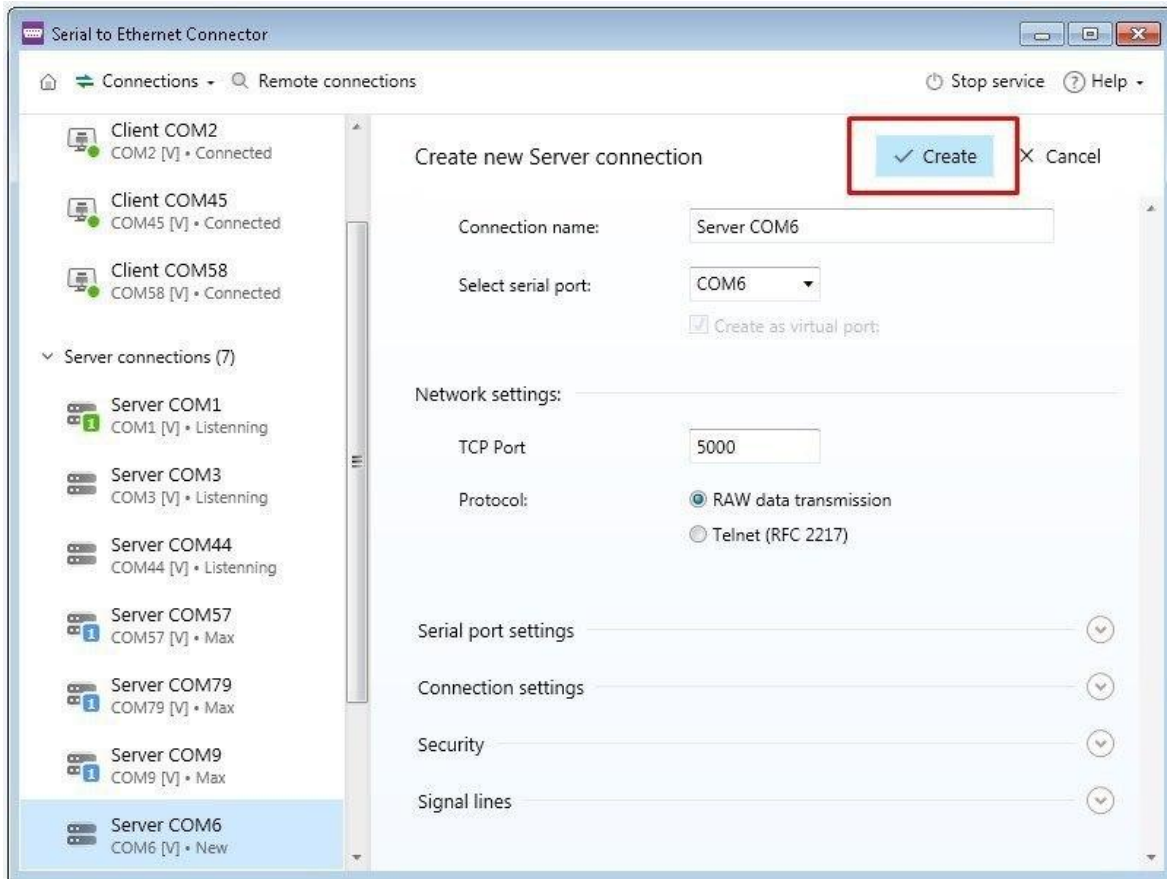 Serial to Ethernet Connector
Connections
Remote connections
Stop service
Help
Client COM2
COM2 [V] • Connected
Client COM45
COM45 [V] • Connected
Client COM58
COM58 [V] • Connected
Server connections (7)
Server COM1
1
COM1 [V] • Listenning
Server COM3
COM3 [V] • Listenning
Server COM44
COM44 [V] • Listenning
Server COM57
1
COM57 [V] • Max
Server COM79
1
COM79 [V] • Max
Server COM9
1
COM9 [V] • Max
Server COM6
COM6 [V] • New
Create new Server connection
Create
Cancel
Connection name: Server COM6
Select serial port: COM6
Create as virtual port:
Network settings:
TCP Port 5000
Protocol: RAW data transmission
Telnet (RFC 2217)
Serial port settings
Connection settings
Security
Signal lines